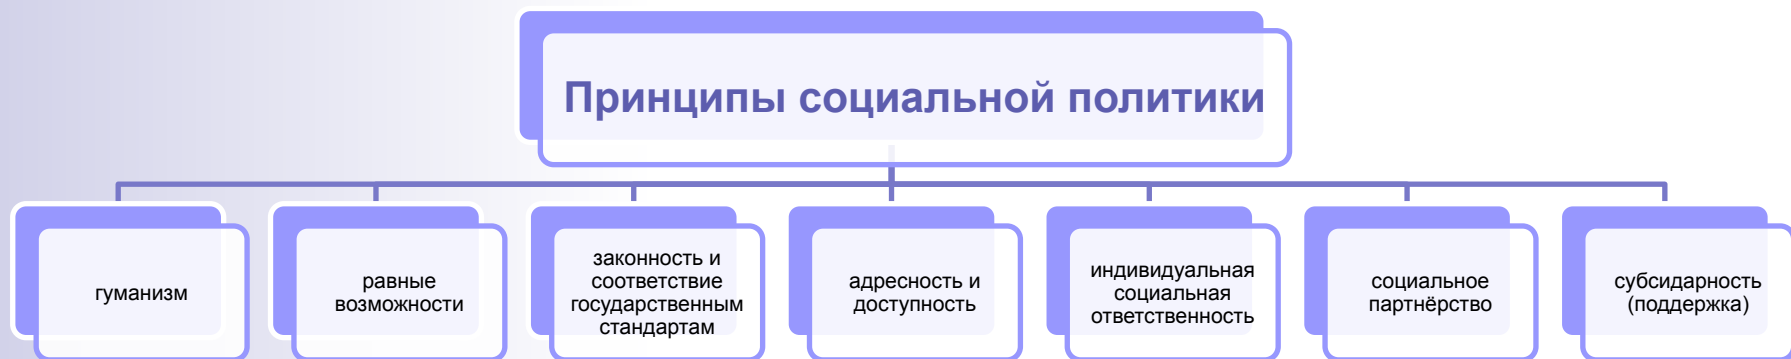 Принципы социальной политики
гуманизм
равные
возможности
законность и
соответствие
государственным
стандартам
адресность и
доступность
индивидуальная
социальная
ответственность
социальное
партнёрство
субсидарность
(поддержка)